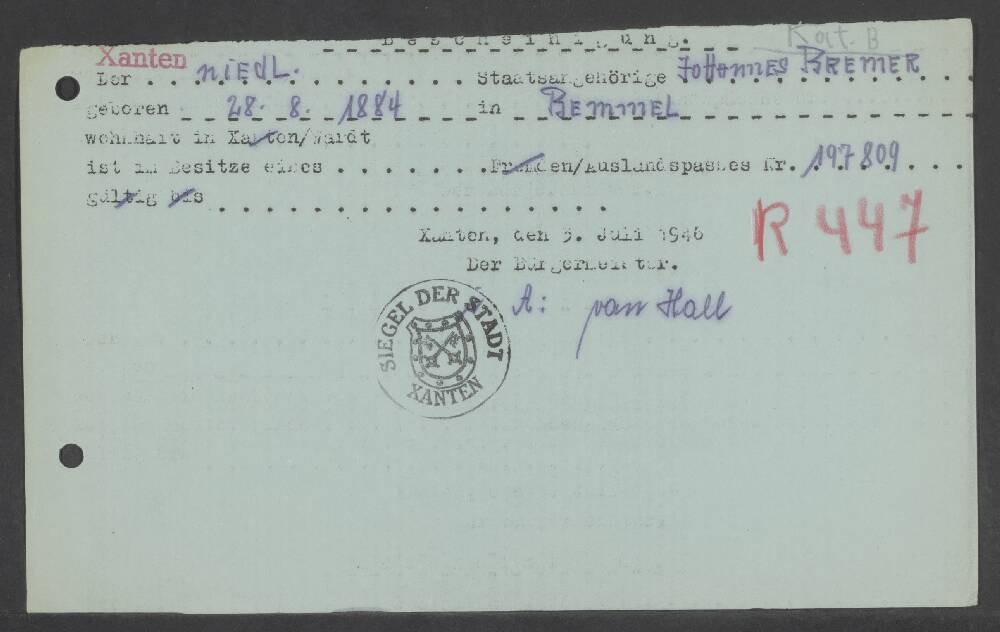 Bescheinigung.
Kat. B
Xanten
Der . . niedl. . . . . . . . . . . Staatsangehörige Johannes Bremer
geboren 28. 8. 1884 in Bemmel
wohnhaft in Xanten/Wardt
ist im Besitze eines . . . . . . . Fremden/Auslandspasses Nr. 197809 . . .
gültig bis . . . . . . . . . . . . . . . . . .
R 447
Xanten, den 5. Juli 1946
Der Bürgermeister.
A: van Hall
SIEGEL DER STADT
XANTEN